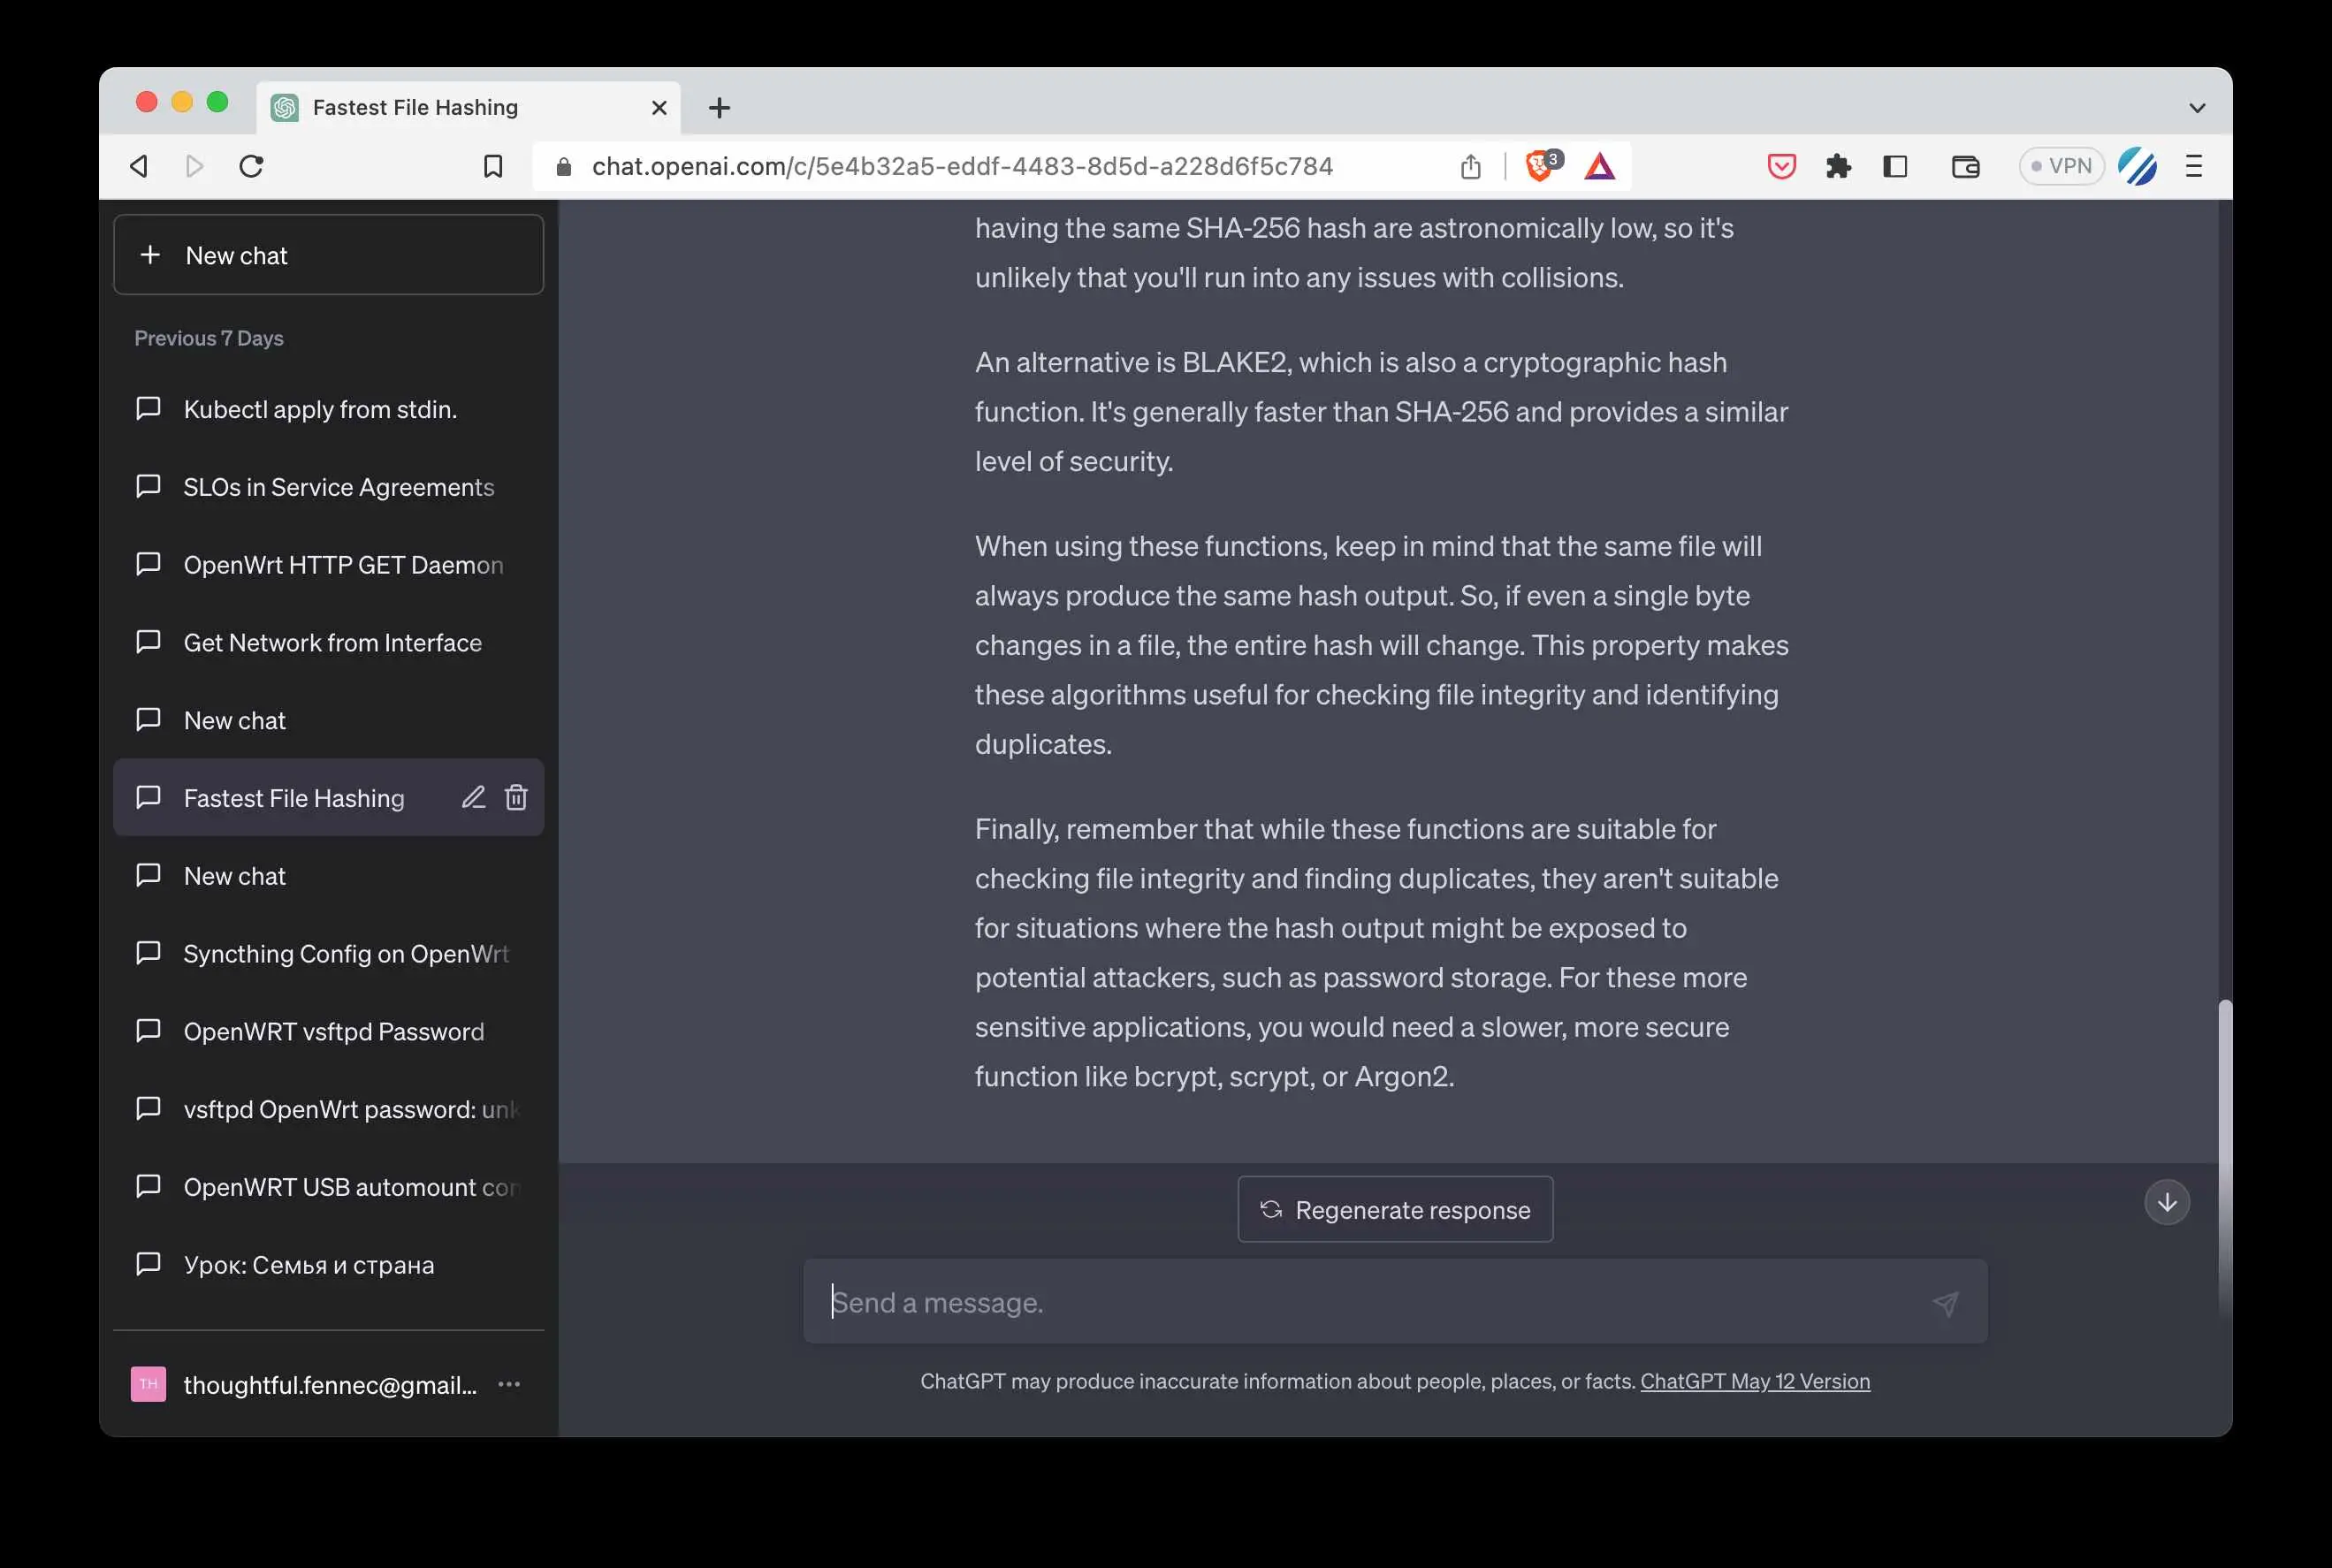 Fastest File Hashing
chat.openai.com/c/5e4b32a5-eddf-4483-8d5d-a228d6f5c784
3
VPN
New chat
Previous 7 Days
Kubectl apply from stdin.
SLOs in Service Agreements
OpenWrt HTTP GET Daemon
Get Network from Interface
New chat
Fastest File Hashing
New chat
Syncthing Config on OpenWrt
OpenWRT vsftpd Password
vsftpd OpenWrt password: unk
OpenWRT USB automount con
Урок: Семья и страна
TH
thoughtful.fennec@gmail...
having the same SHA-256 hash are astronomically low, so it's
unlikely that you'll run into any issues with collisions.
An alternative is BLAKE2, which is also a cryptographic hash
function. It's generally faster than SHA-256 and provides a similar
level of security.
When using these functions, keep in mind that the same file will
always produce the same hash output. So, if even a single byte
changes in a file, the entire hash will change. This property makes
these algorithms useful for checking file integrity and identifying
duplicates.
Finally, remember that while these functions are suitable for
checking file integrity and finding duplicates, they aren't suitable
for situations where the hash output might be exposed to
potential attackers, such as password storage. For these more
sensitive applications, you would need a slower, more secure
function like bcrypt, scrypt, or Argon2.
Regenerate response
Send a message.
ChatGPT may produce inaccurate information about people, places, or facts. ChatGPT May 12 Version